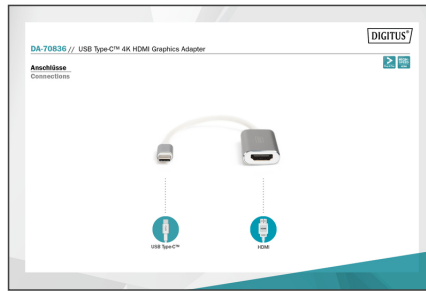 DIGITUS®
DA-70836 // USB Type-C™ 4K HDMI Graphics Adapter
Anschlüsse
Connections
USB Type-C™
HDMI